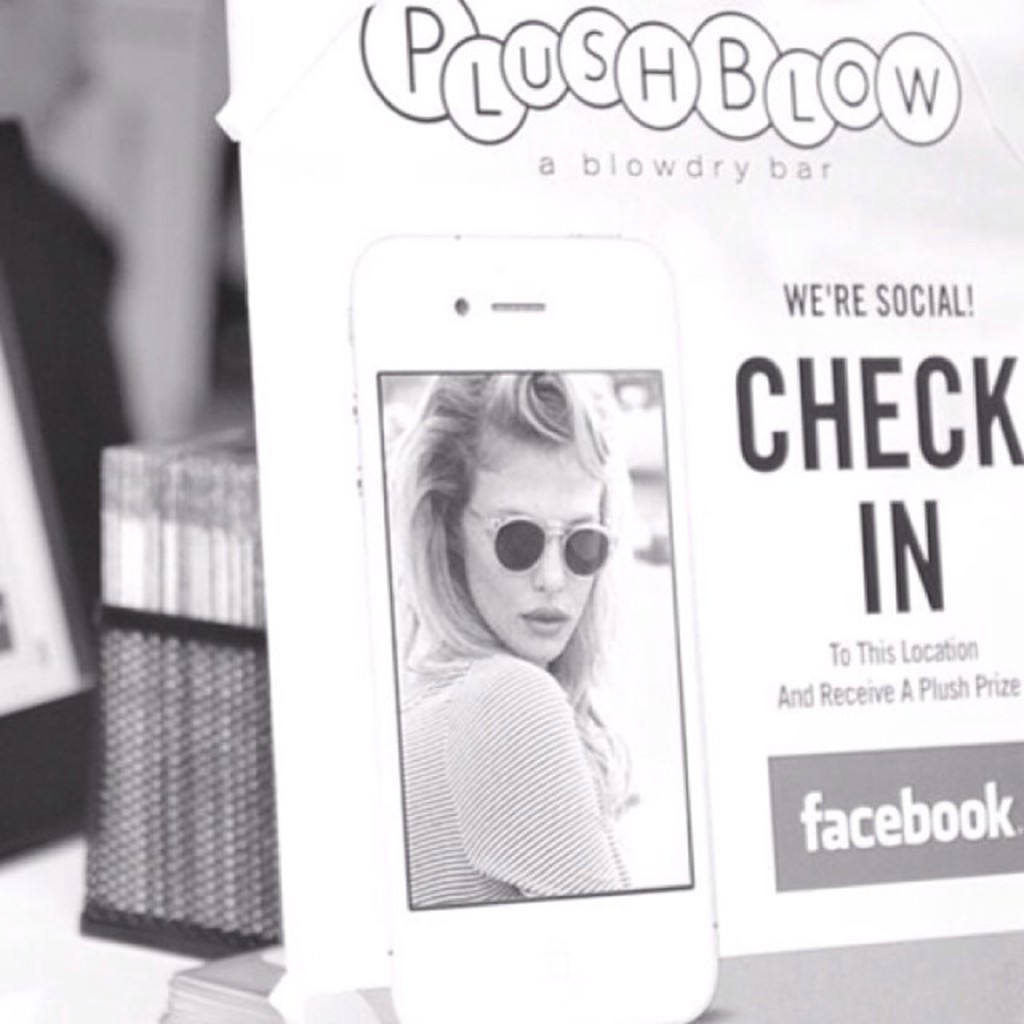 PLUSHBLOW
a blowdry bar
WE'RE SOCIAL!
CHECK
IN
To This Location
And Receive A Plush Prize
facebook